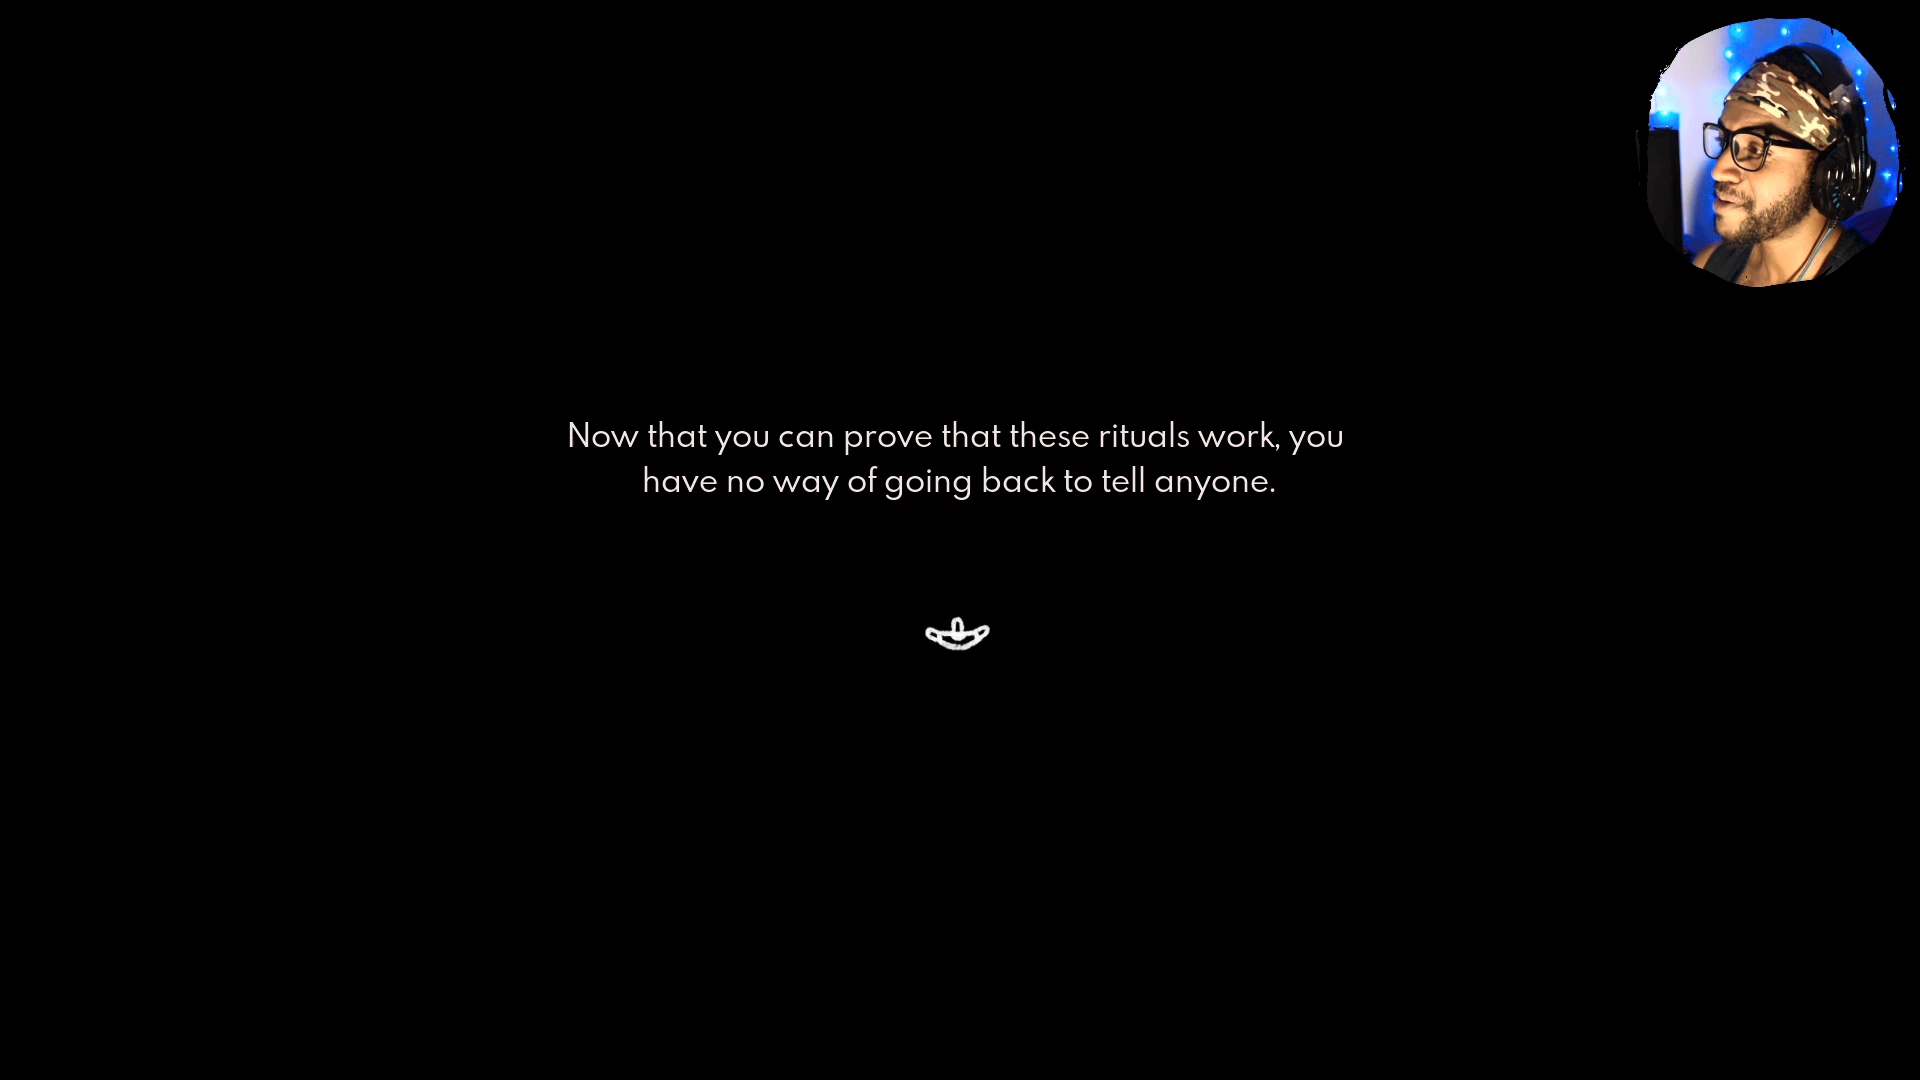 Now that you can prove that these rituals work, you
have no way of going back to tell anyone.